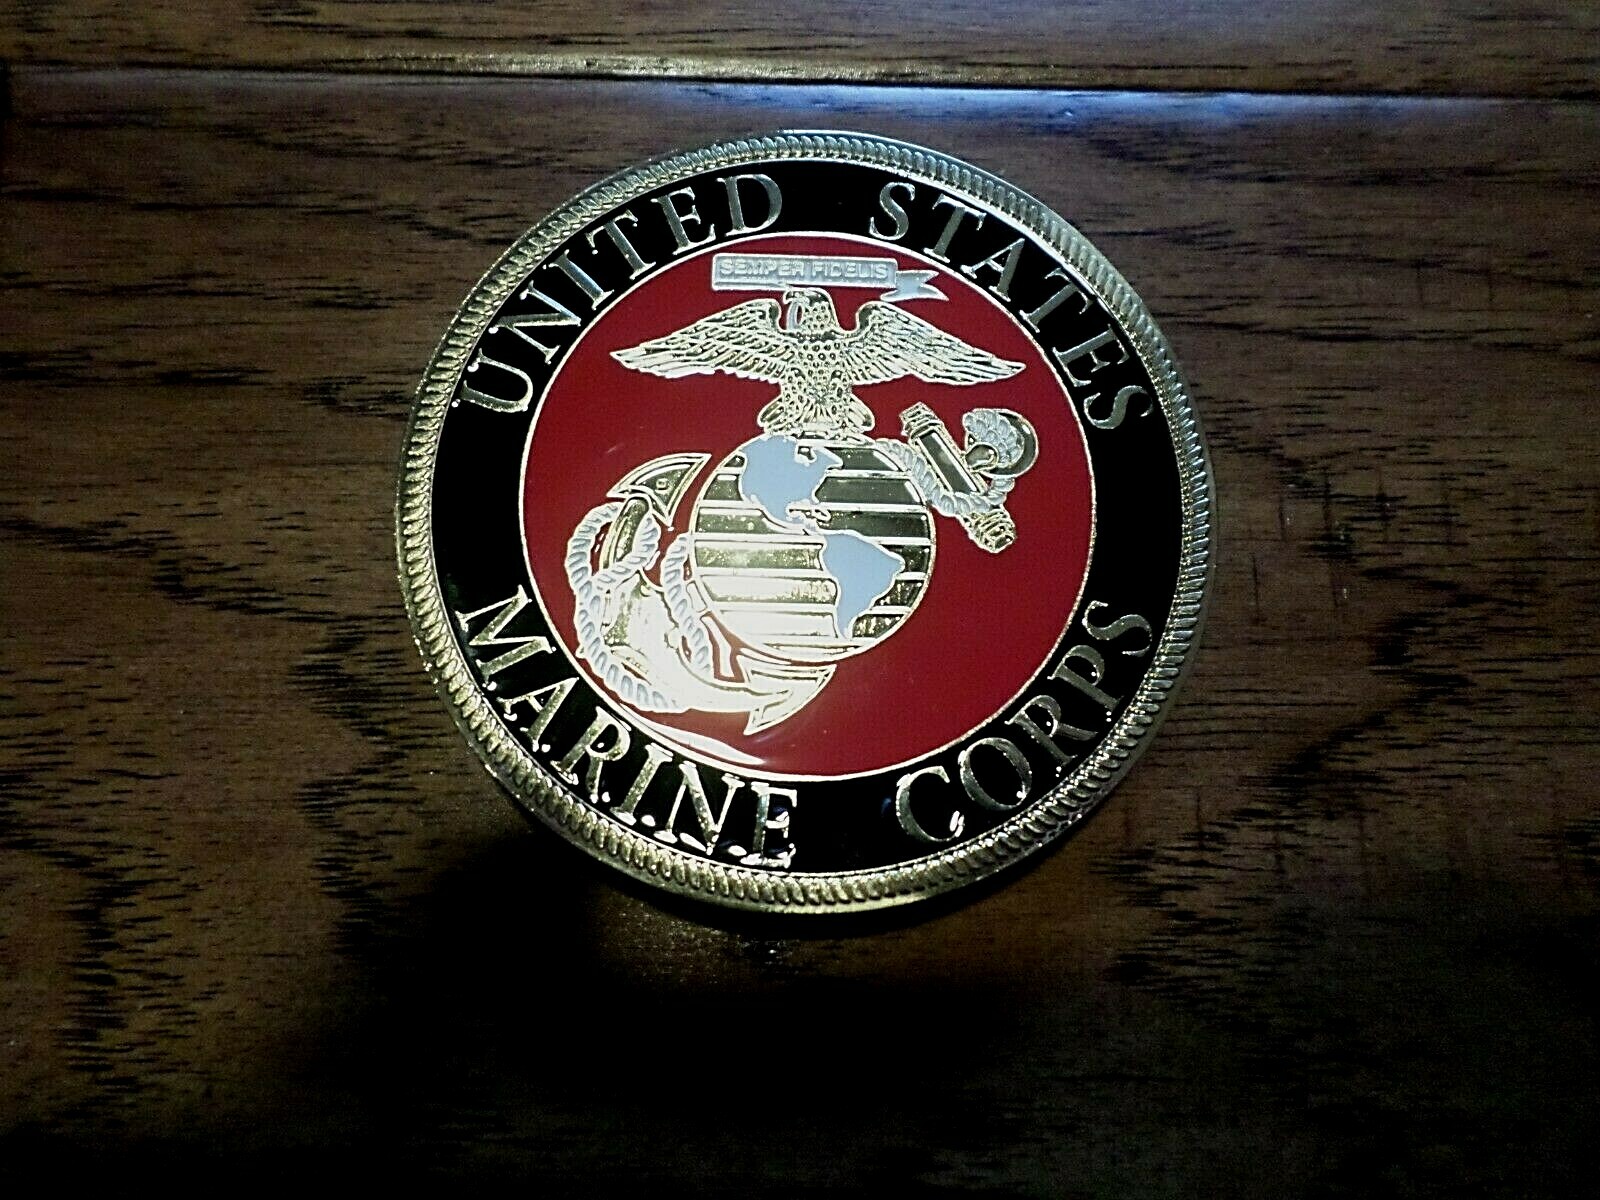 UNITED STATES
SEMPER FIDELIS
MARINE CORPS